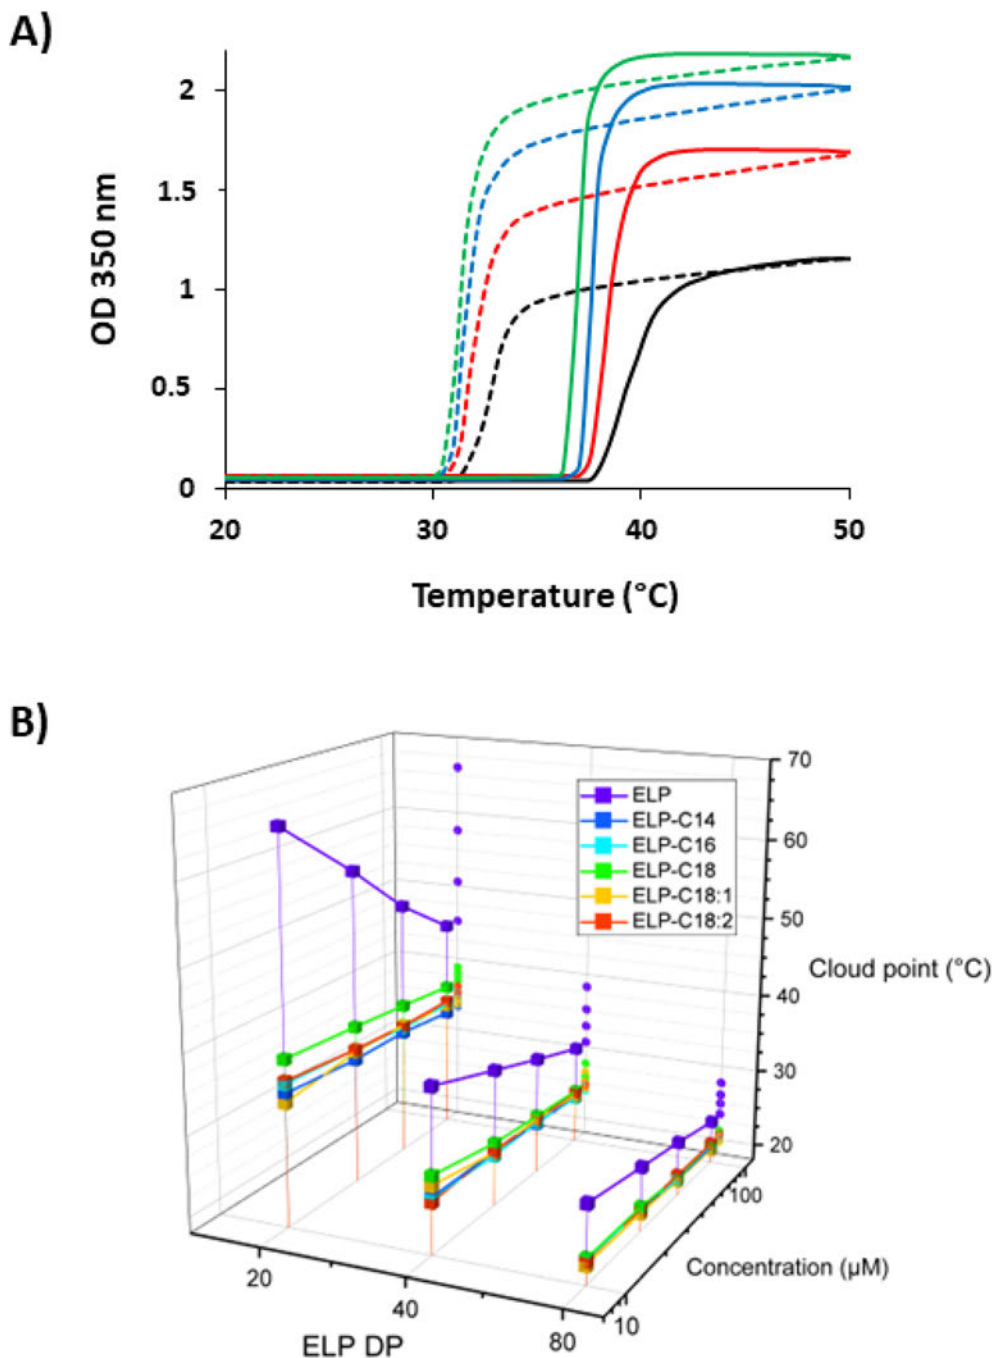 A)
2
1.5
1
0.5
0
OD 350 nm
20 30 40 50
Temperature (°C)
B)
70
60
50
40
30
20
Cloud point (°C)
ELP
ELP-C14
ELP-C16
ELP-C18
ELP-C18:1
ELP-C18:2
100
10
Concentration (µM)
20 40 80
ELP DP